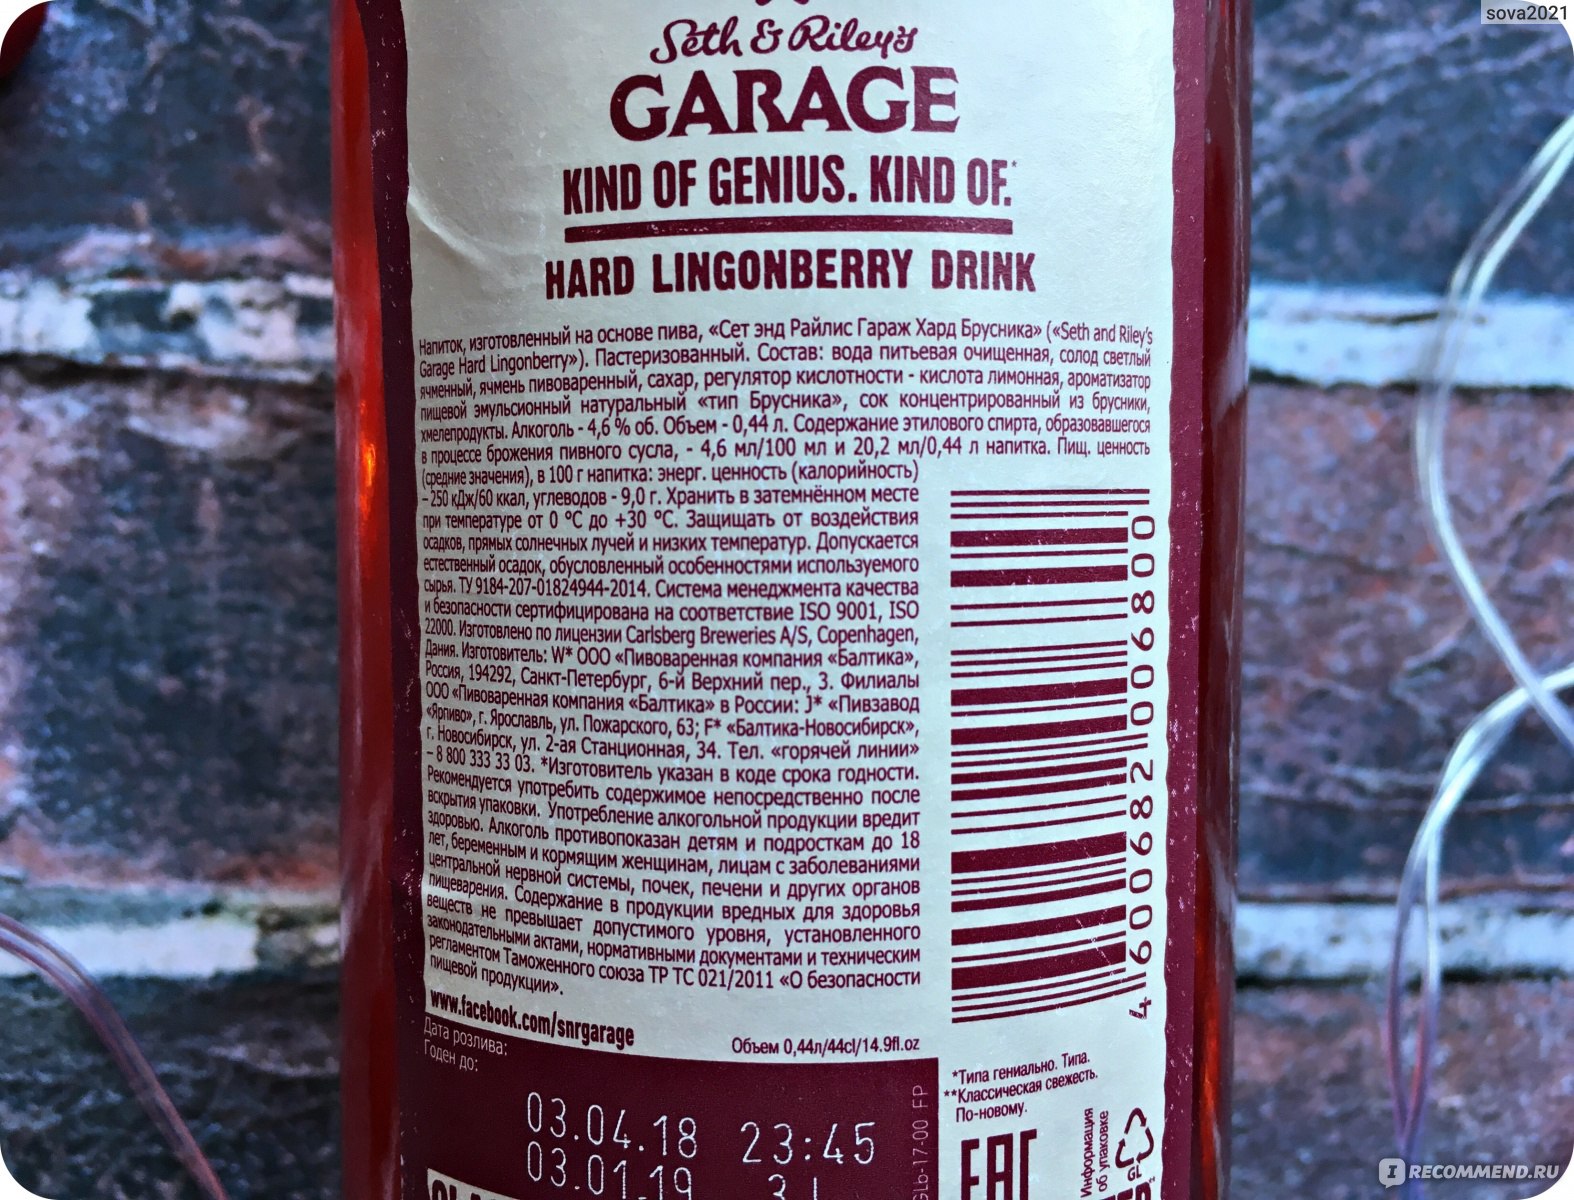 sova2021
Seth & Riley's
GARAGE
KIND OF GENIUS. KIND OF.*
HARD LINGONBERRY DRINK
Напиток, изготовленный на основе пива, «Сет энд Райлис Гараж Хард Брусника» («Seth and Riley's
Garage Hard Lingonberry»). Пастеризованный. Состав: вода питьевая очищенная, солод светлый
ячменный, ячмень пивоваренный, сахар, регулятор кислотности - кислота лимонная, ароматизатор
пищевой эмульсионный натуральный «тип Брусника», сок концентрированный из брусники,
хмелепродукты. Алкоголь - 4,6 % об. Объем - 0,44 л. Содержание этилового спирта, образовавшегося
в процессе брожения пивного сусла, - 4,6 мл/100 мл и 20,2 мл/0,44 л напитка. Пищ. ценность
(средние значения), в 100 г напитка: энерг. ценность (калорийность)
– 250 кДж/60 ккал, углеводов - 9,0 г. Хранить в затемнённом месте
при температуре от 0 °C до +30 °C. Защищать от воздействия
осадков, прямых солнечных лучей и низких температур. Допускается
естественный осадок, обусловленный особенностями используемого
сырья. ТУ 9184-207-01824944-2014. Система менеджмента качества
и безопасности сертифицирована на соответствие ISO 9001, ISO
22000. Изготовлено по лицензии Carlsberg Breweries A/S, Copenhagen,
Дания. Изготовитель: W* ООО «Пивоваренная компания «Балтика»,
Россия, 194292, Санкт-Петербург, 6-й Верхний пер., 3. Филиалы
ООО «Пивоваренная компания «Балтика» в России: J* «Пивзавод
«Ярпиво», г. Ярославль, ул. Пожарского, 63; F* «Балтика-Новосибирск»,
г. Новосибирск, ул. 2-ая Станционная, 34. Тел. «горячей линии»
– 8 800 333 33 03. *Изготовитель указан в коде срока годности.
Рекомендуется употребить содержимое непосредственно после
вскрытия упаковки. Употребление алкогольной продукции вредит
здоровью. Алкоголь противопоказан детям и подросткам до 18
лет, беременным и кормящим женщинам, лицам с заболеваниями
центральной нервной системы, почек, печени и других органов
пищеварения. Содержание в продукции вредных для здоровья
веществ не превышает допустимого уровня, установленного
законодательными актами, нормативными документами и техническим
регламентом Таможенного союза ТР ТС 021/2011 «О безопасности
пищевой продукции».
4 600682 006800
www.facebook.com/snrgarage
Объем 0,44л/44cl/14.9fl.oz
Дата розлива:
Годен до:
03.04.18 23:45
03.01.19
GLb-17-00 FP
*Типа гениально. Типа.
**Классическая свежесть.
По-новому.
EAC
Информация
об упаковке
GL
IRECOMMEND.RU